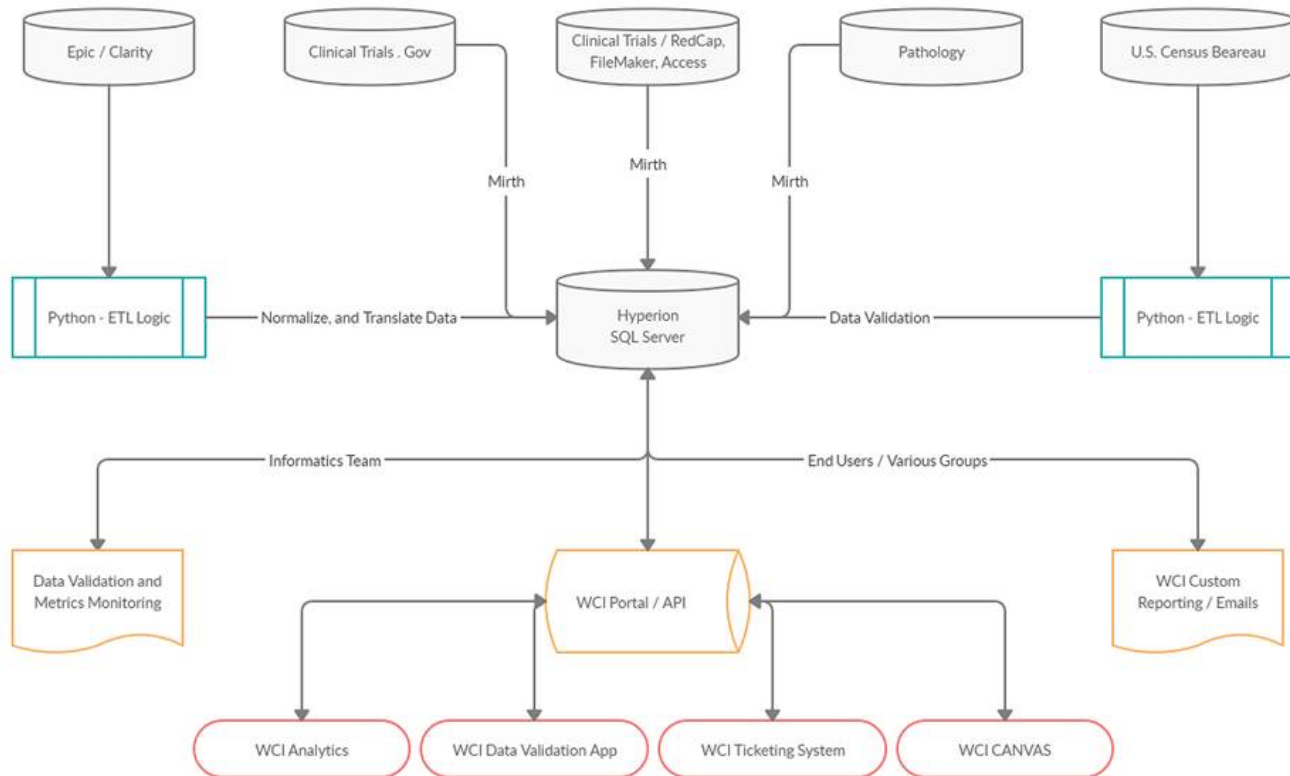 Epic / Clarity
Clinical Trials . Gov
Clinical Trials / RedCap,
FileMaker, Access
Pathology
U.S. Census Beareau
Mirth
Mirth
Mirth
Python - ETL Logic
Normalize, and Translate Data
Hyperion
SQL Server
Data Validation
Python - ETL Logic
Informatics Team
End Users / Various Groups
Data Validation and
Metrics Monitoring
WCI Portal / API
WCI Custom
Reporting / Emails
WCI Analytics
WCI Data Validation App
WCI Ticketing System
WCI CANVAS